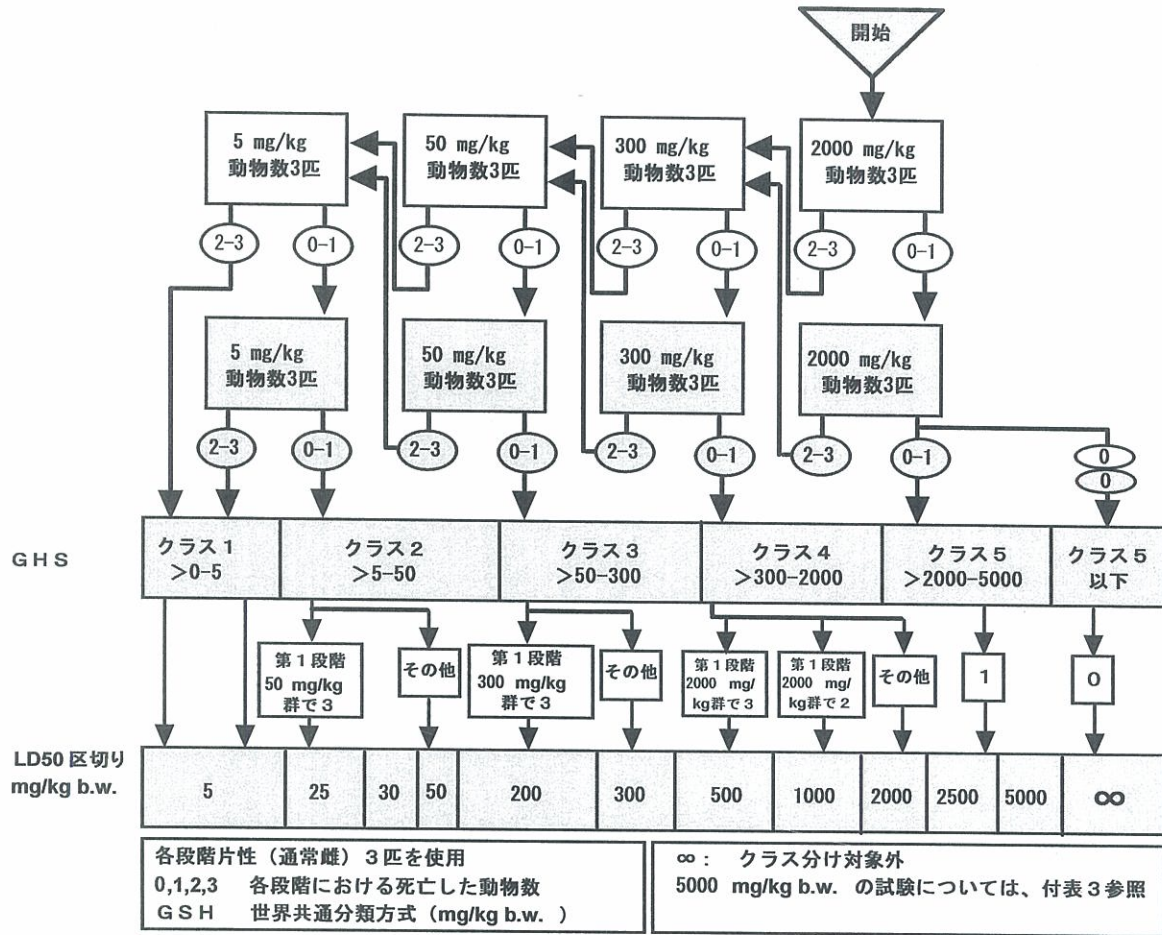 開始
5 mg/kg
動物数3匹
50 mg/kg
動物数3匹
300 mg/kg
動物数3匹
2000 mg/kg
動物数3匹
2-3
0-1
2-3
0-1
2-3
0-1
2-3
0-1
5 mg/kg
動物数3匹
50 mg/kg
動物数3匹
300 mg/kg
動物数3匹
2000 mg/kg
動物数3匹
2-3
0-1
2-3
0-1
2-3
0-1
2-3
0-1
0
0
GHS
クラス1
>0-5
クラス2
>5-50
クラス3
>50-300
クラス4
>300-2000
クラス5
>2000-5000
クラス5
以下
第1段階
50 mg/kg
群で3
その他
第1段階
300 mg/kg
群で3
その他
第1段階
2000 mg/
kg群で3
第1段階
2000 mg/
kg群で2
その他
1
0
LD50 区切り
mg/kg b.w.
5
25
30
50
200
300
500
1000
2000
2500
5000
∞
各段階片性（通常雌）3匹を使用
0,1,2,3 各段階における死亡した動物数
GSH 世界共通分類方式（mg/kg b.w. ）
∞： クラス分け対象外
5000 mg/kg b.w. の試験については、付表3参照